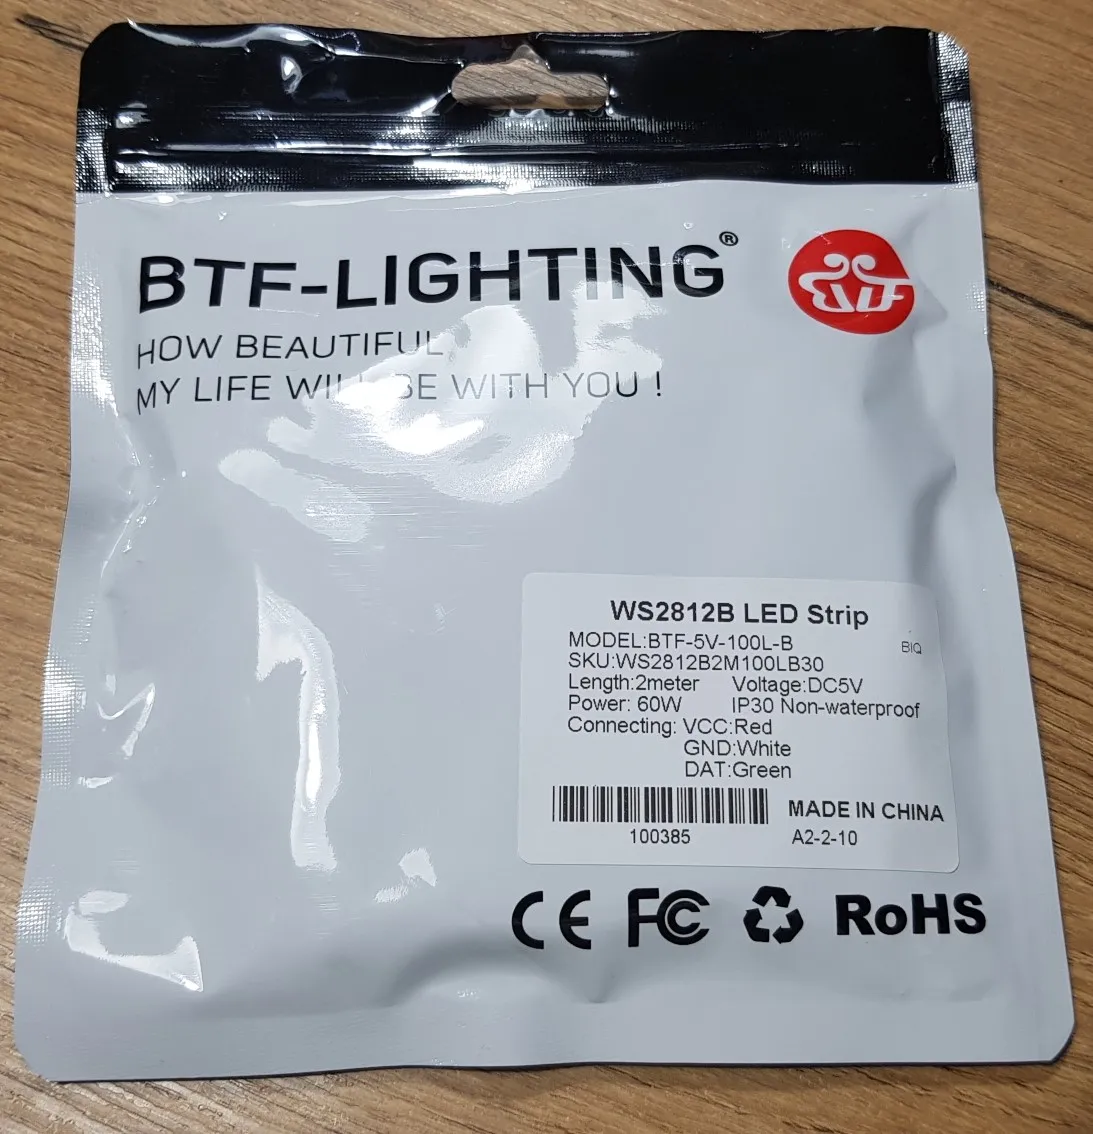 BTF-LIGHTING®
BTF
HOW BEAUTIFUL
MY LIFE WILL BE WITH YOU !
WS2812B LED Strip
MODEL:BTF-5V-100L-B
BIQ
SKU:WS2812B2M100LB30
Length:2meter Voltage:DC5V
Power: 60W IP30 Non-waterproof
Connecting: VCC:Red
GND:White
DAT:Green
MADE IN CHINA
100385 A2-2-10
CE FC RoHS